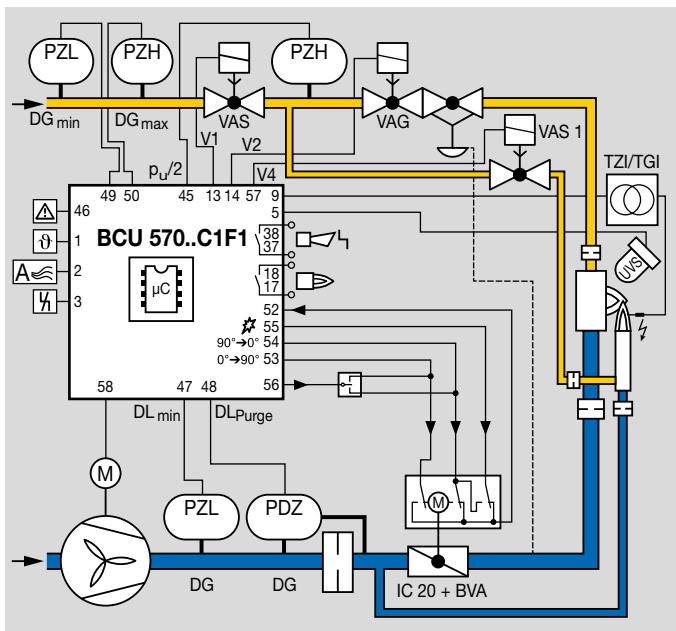 PZL PZH PZH
DG min DG max VAS VAG
V1 V2 VAS 1
p u/2 V4 TZI/TGI
49 50 45 13 14 57 9
5
46
BCU 570..C1F1 38
37
1
UVS
A 2 µC 18
17
3
52
55
90°➔0° 54
0°➔90° 53
58 47 48 56
DL min DL Purge
M
PZL PDZ M
DG DG IC 20 + BVA